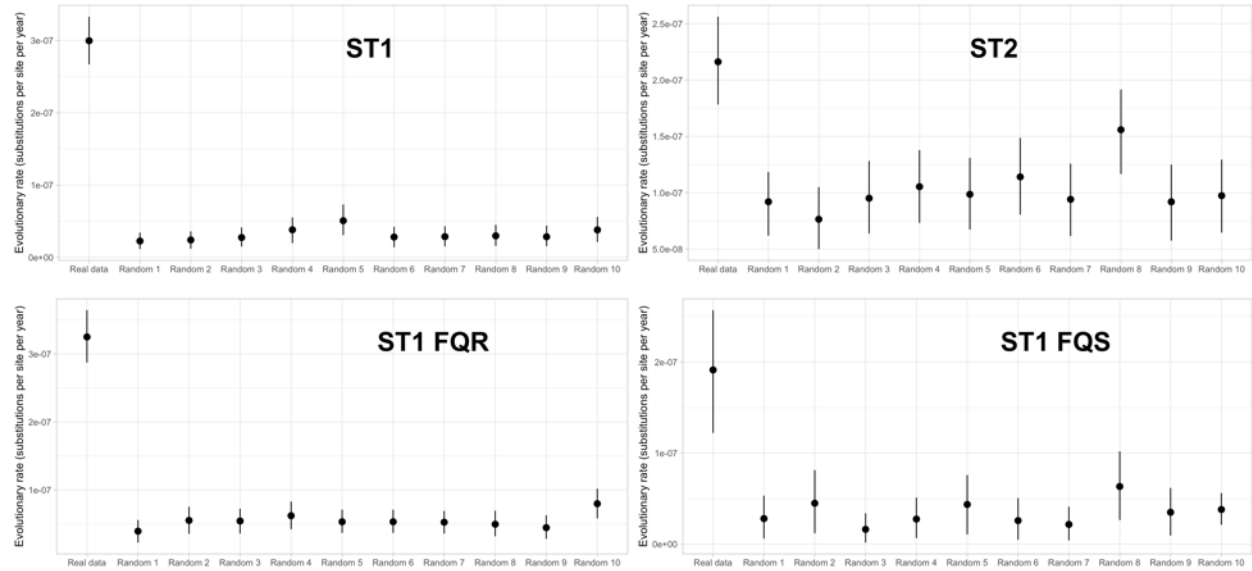 ST1
Evolutionary rate (substitutions per site per year)
3e-07
2e-07
1e-07
0e+00
Real data Random 1 Random 2 Random 3 Random 4 Random 5 Random 6 Random 7 Random 8 Random 9 Random 10
ST2
Evolutionary rate (substitutions per site per year)
2.5e-07
2.0e-07
1.5e-07
1.0e-07
5.0e-08
Real data Random 1 Random 2 Random 3 Random 4 Random 5 Random 6 Random 7 Random 8 Random 9 Random 10
ST1 FQR
Evolutionary rate (substitutions per site per year)
3e-07
2e-07
1e-07
Real data Random 1 Random 2 Random 3 Random 4 Random 5 Random 6 Random 7 Random 8 Random 9 Random 10
ST1 FQS
Evolutionary rate (substitutions per site per year)
2e-07
1e-07
0e+00
Real data Random 1 Random 2 Random 3 Random 4 Random 5 Random 6 Random 7 Random 8 Random 9 Random 10